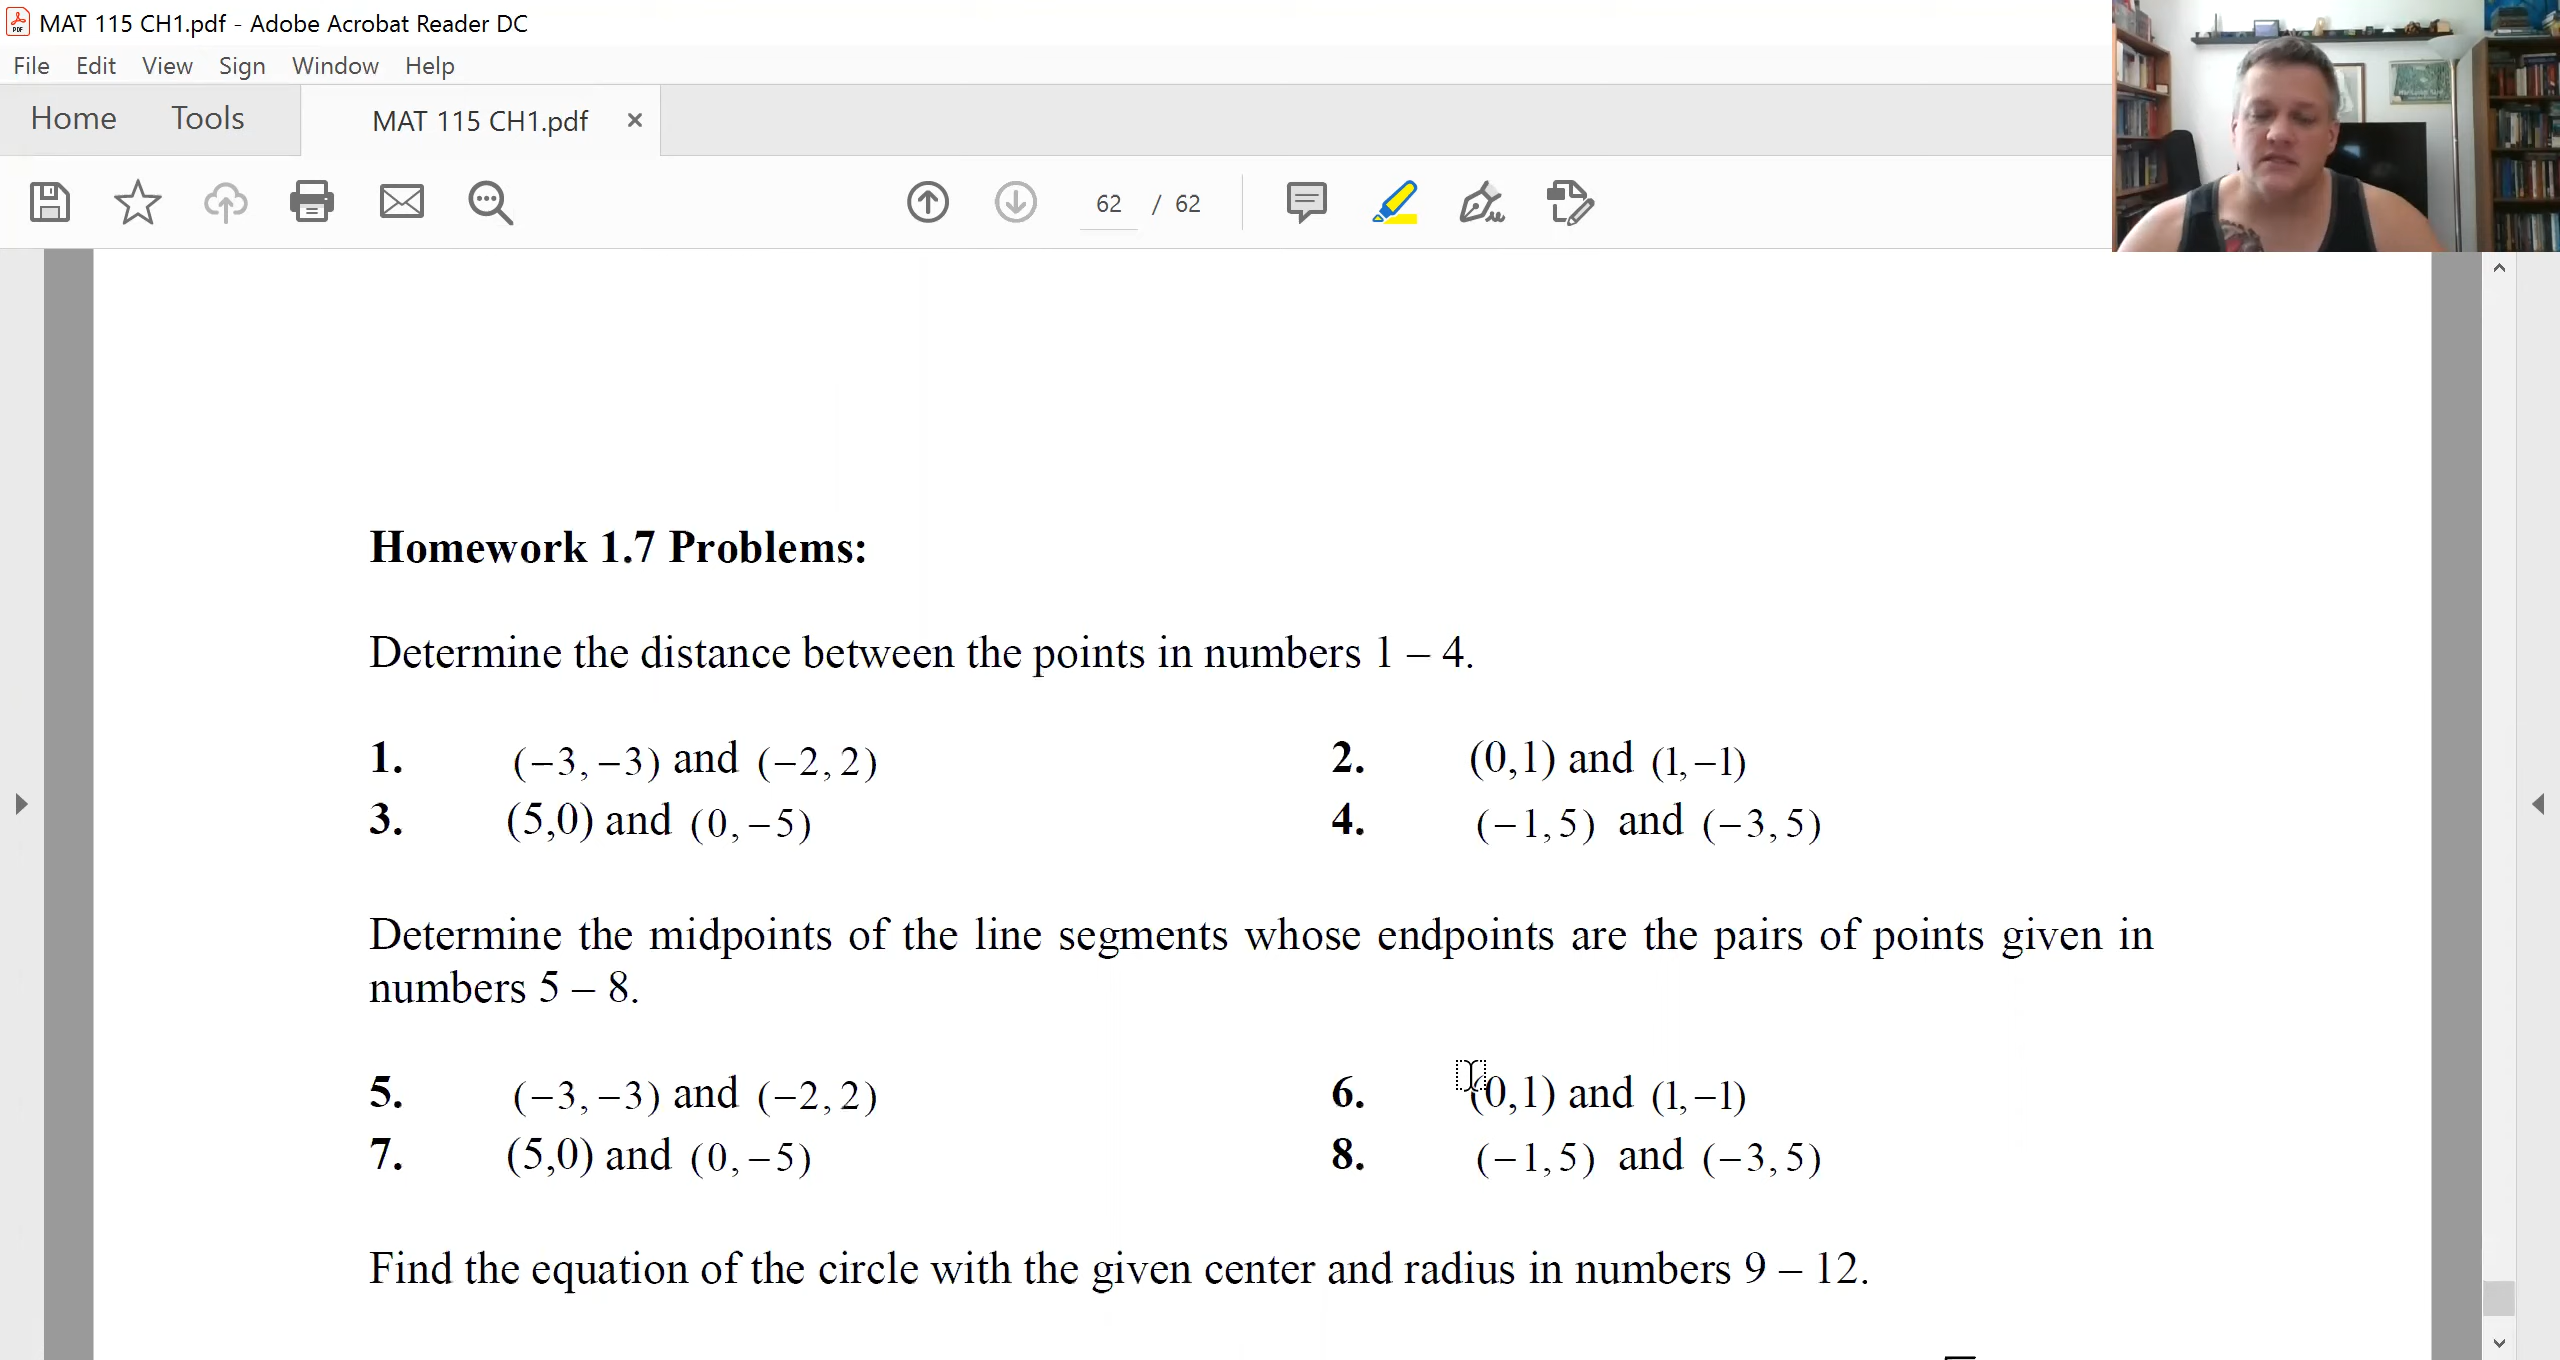 MAT 115 CH1.pdf - Adobe Acrobat Reader DC
File Edit View Sign Window Help
Home Tools MAT 115 CH1.pdf ×
62 / 62
Homework 1.7 Problems:
Determine the distance between the points in numbers 1 – 4.
1. (−3,−3) and (−2,2) 2. (0,1) and (1,−1)
3. (5,0) and (0,−5) 4. (−1,5) and (−3,5)
Determine the midpoints of the line segments whose endpoints are the pairs of points given in
numbers 5 – 8.
5. (−3,−3) and (−2,2) 6. (0,1) and (1,−1)
7. (5,0) and (0,−5) 8. (−1,5) and (−3,5)
Find the equation of the circle with the given center and radius in numbers 9 – 12.